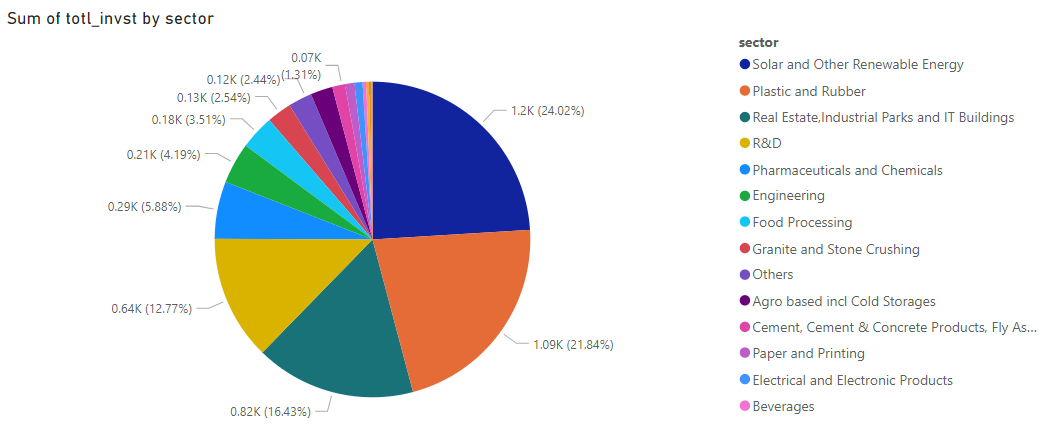 Sum of totl_invst by sector
1.2K (24.02%)
1.09K (21.84%)
0.82K (16.43%)
0.64K (12.77%)
0.29K (5.88%)
0.21K (4.19%)
0.18K (3.51%)
0.13K (2.54%)
0.12K (2.44%)
0.07K
(1.31%)
sector
Solar and Other Renewable Energy
Plastic and Rubber
Real Estate,Industrial Parks and IT Buildings
R&D
Pharmaceuticals and Chemicals
Engineering
Food Processing
Granite and Stone Crushing
Others
Agro based incl Cold Storages
Cement, Cement & Concrete Products, Fly As...
Paper and Printing
Electrical and Electronic Products
Beverages